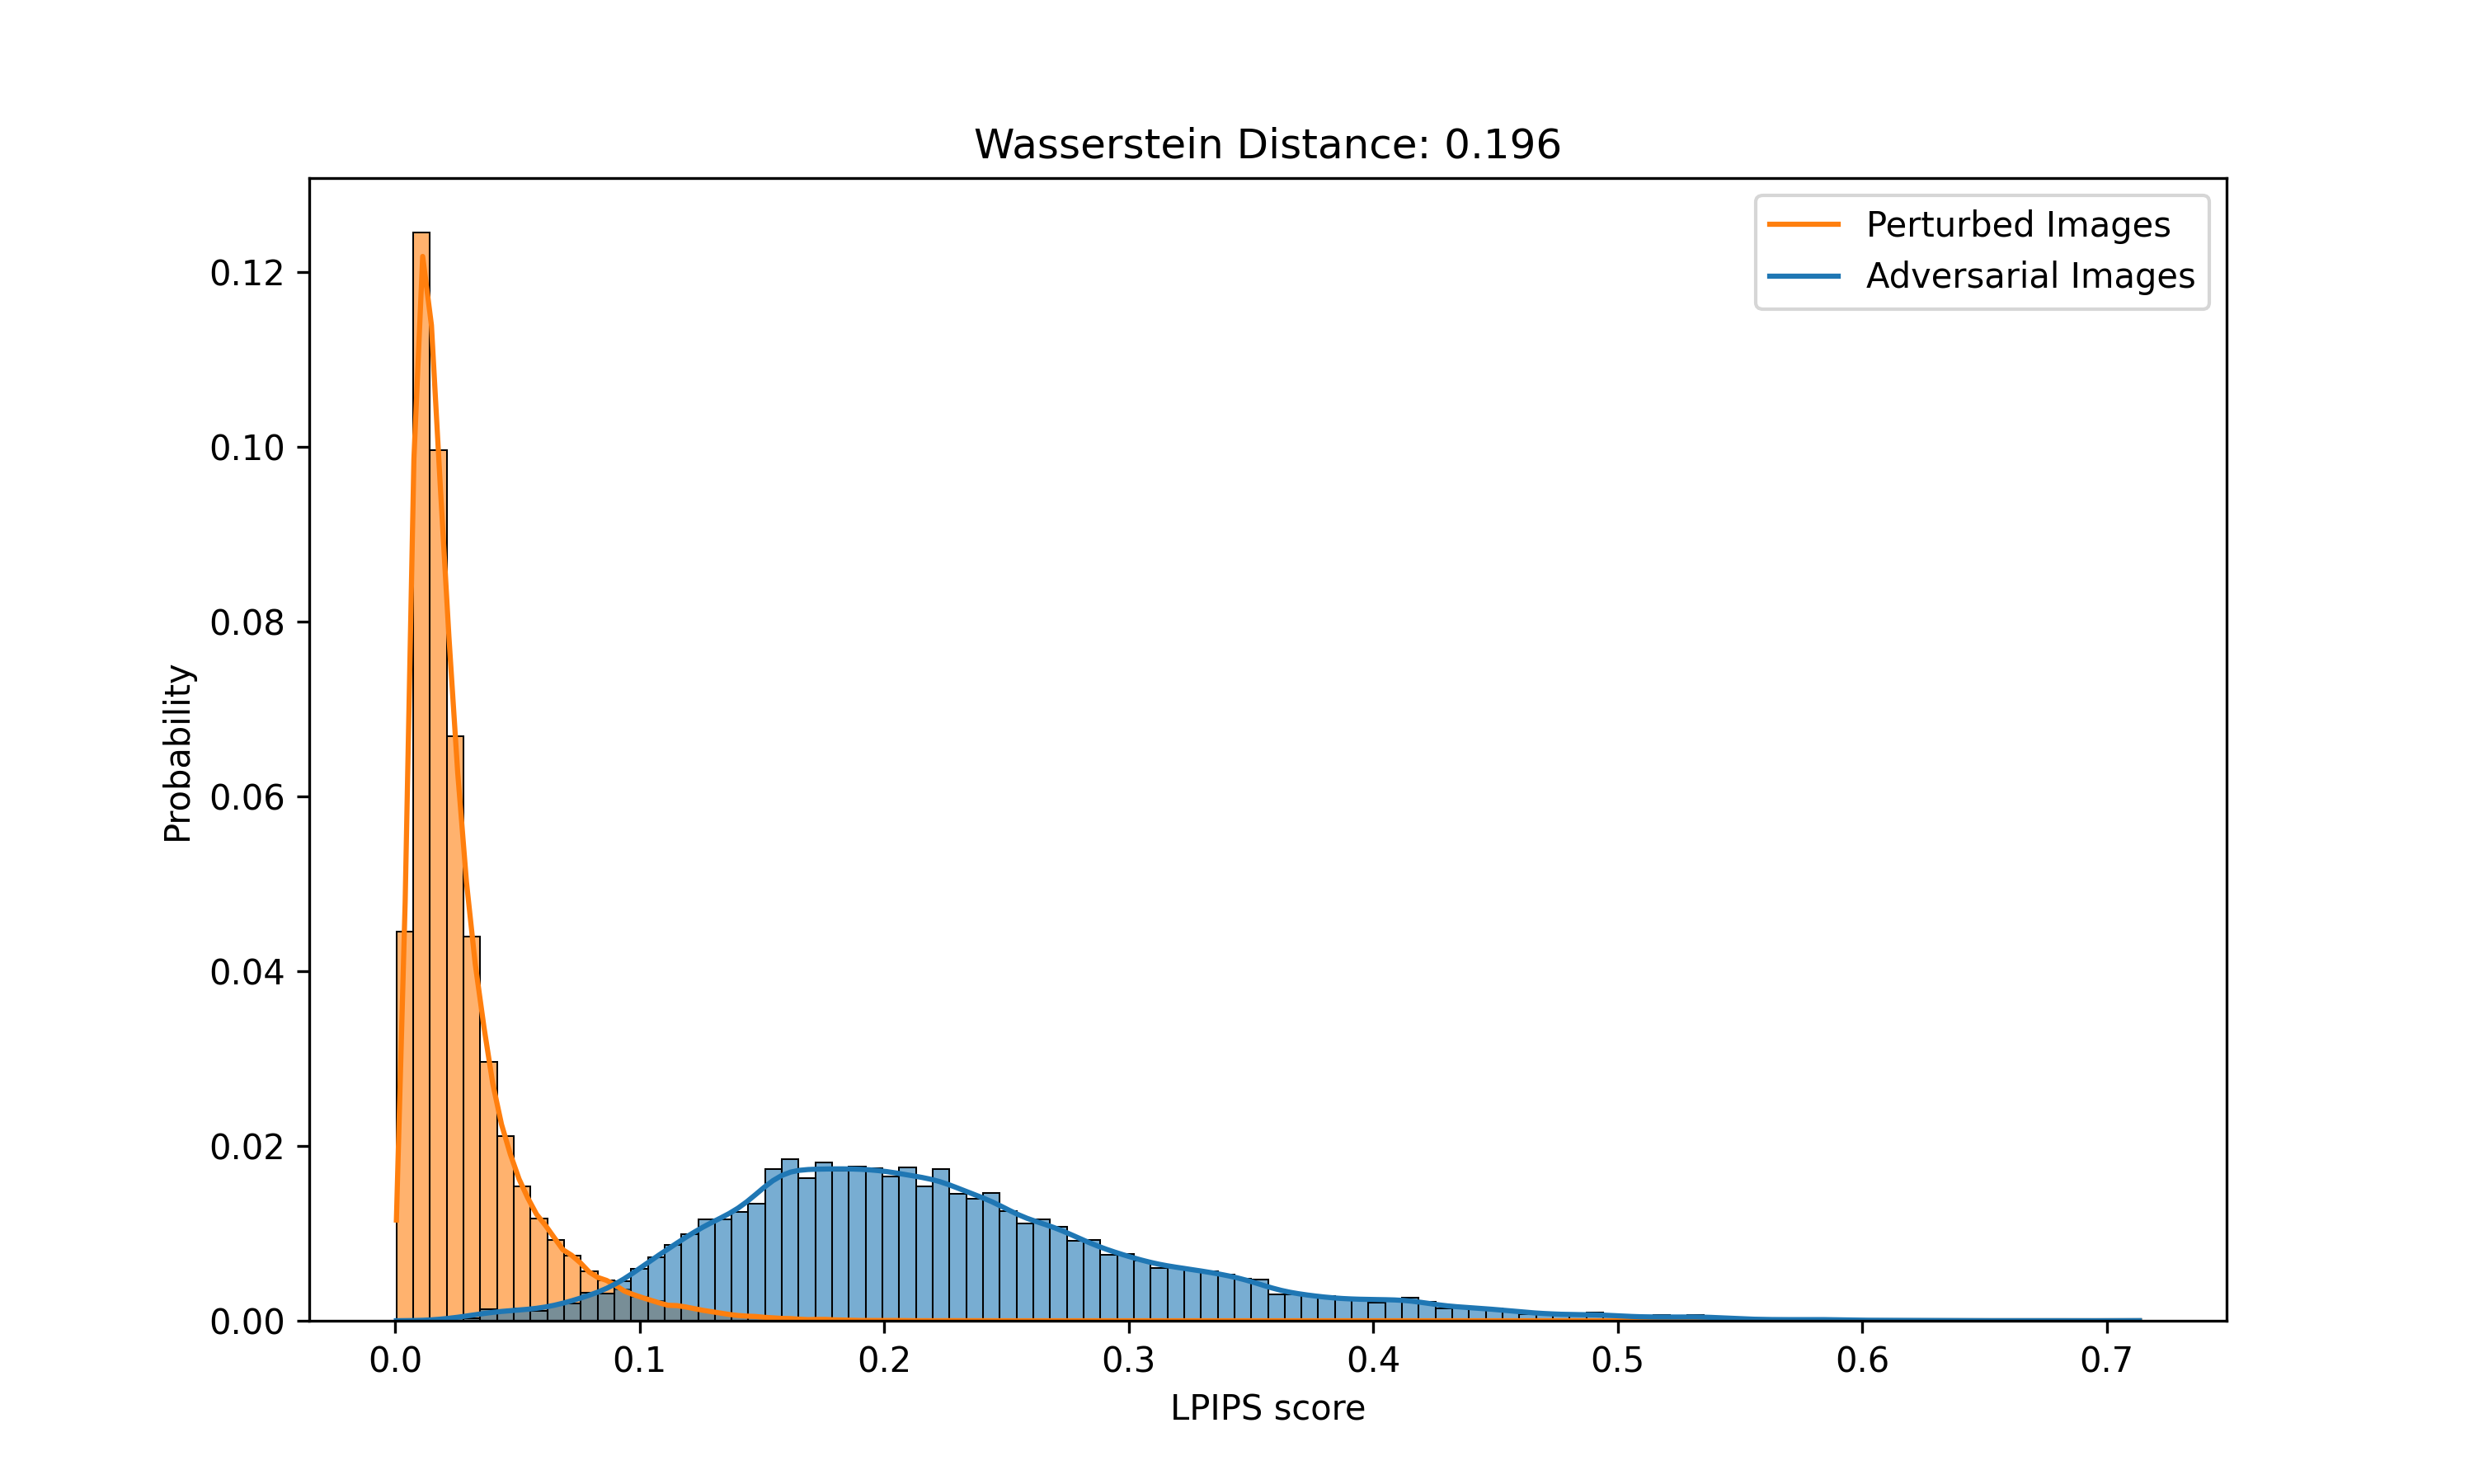 Wasserstein Distance: 0.196
Perturbed Images
Adversarial Images
Probability
0.12
0.10
0.08
0.06
0.04
0.02
0.00
0.0 0.1 0.2 0.3 0.4 0.5 0.6 0.7
LPIPS score